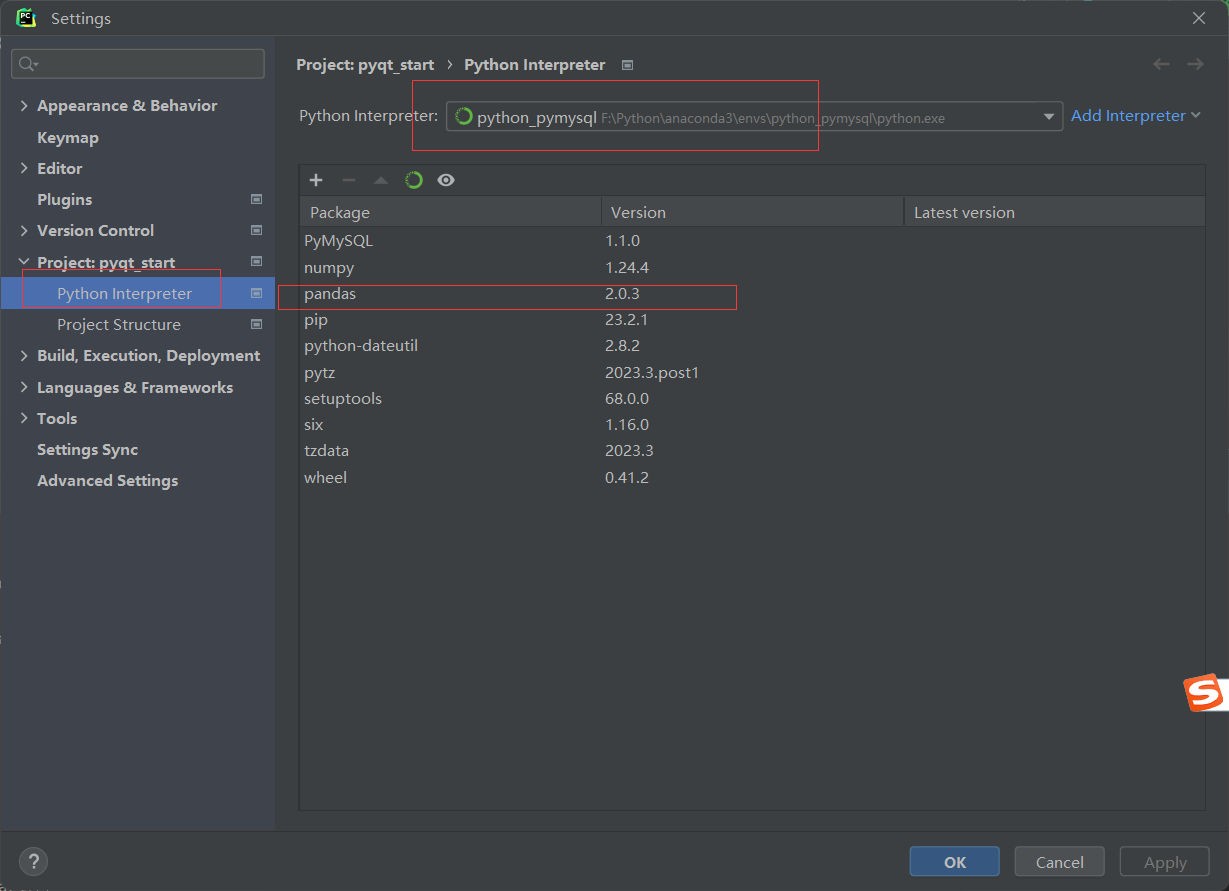 Settings
Project: pyqt_start › Python Interpreter
Python Interpreter: python_pymysql F:\Python\anaconda3\envs\python_pymysql\python.exe Add Interpreter
Appearance & Behavior
Keymap
Editor
Plugins
Version Control
Project: pyqt_start
Python Interpreter
Project Structure
Build, Execution, Deployment
Languages & Frameworks
Tools
Settings Sync
Advanced Settings
Package Version Latest version
PyMySQL 1.1.0
numpy 1.24.4
pandas 2.0.3
pip 23.2.1
python-dateutil 2.8.2
pytz 2023.3.post1
setuptools 68.0.0
six 1.16.0
tzdata 2023.3
wheel 0.41.2
?
OK Cancel Apply